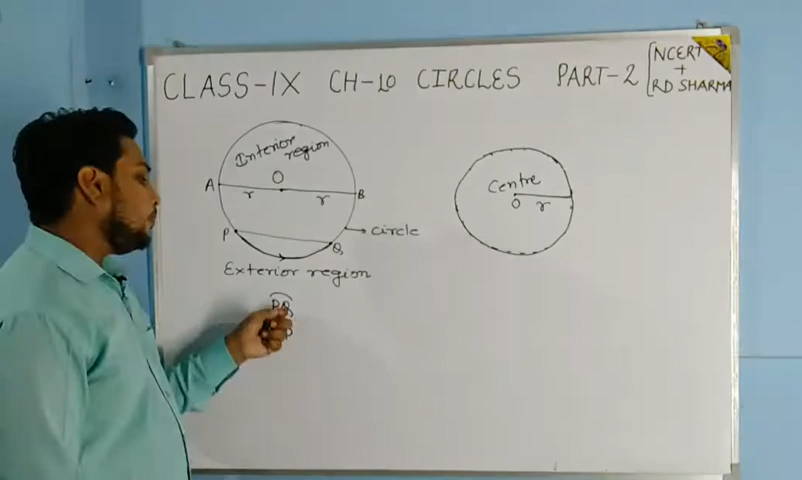 CLASS-IX CH-10 CIRCLES PART-2 [NCERT
+
RD SHARMA
Interior
region
O
A
r
r
B
P
Q
→ circle
Exterior region
PQ
Centre
O
r